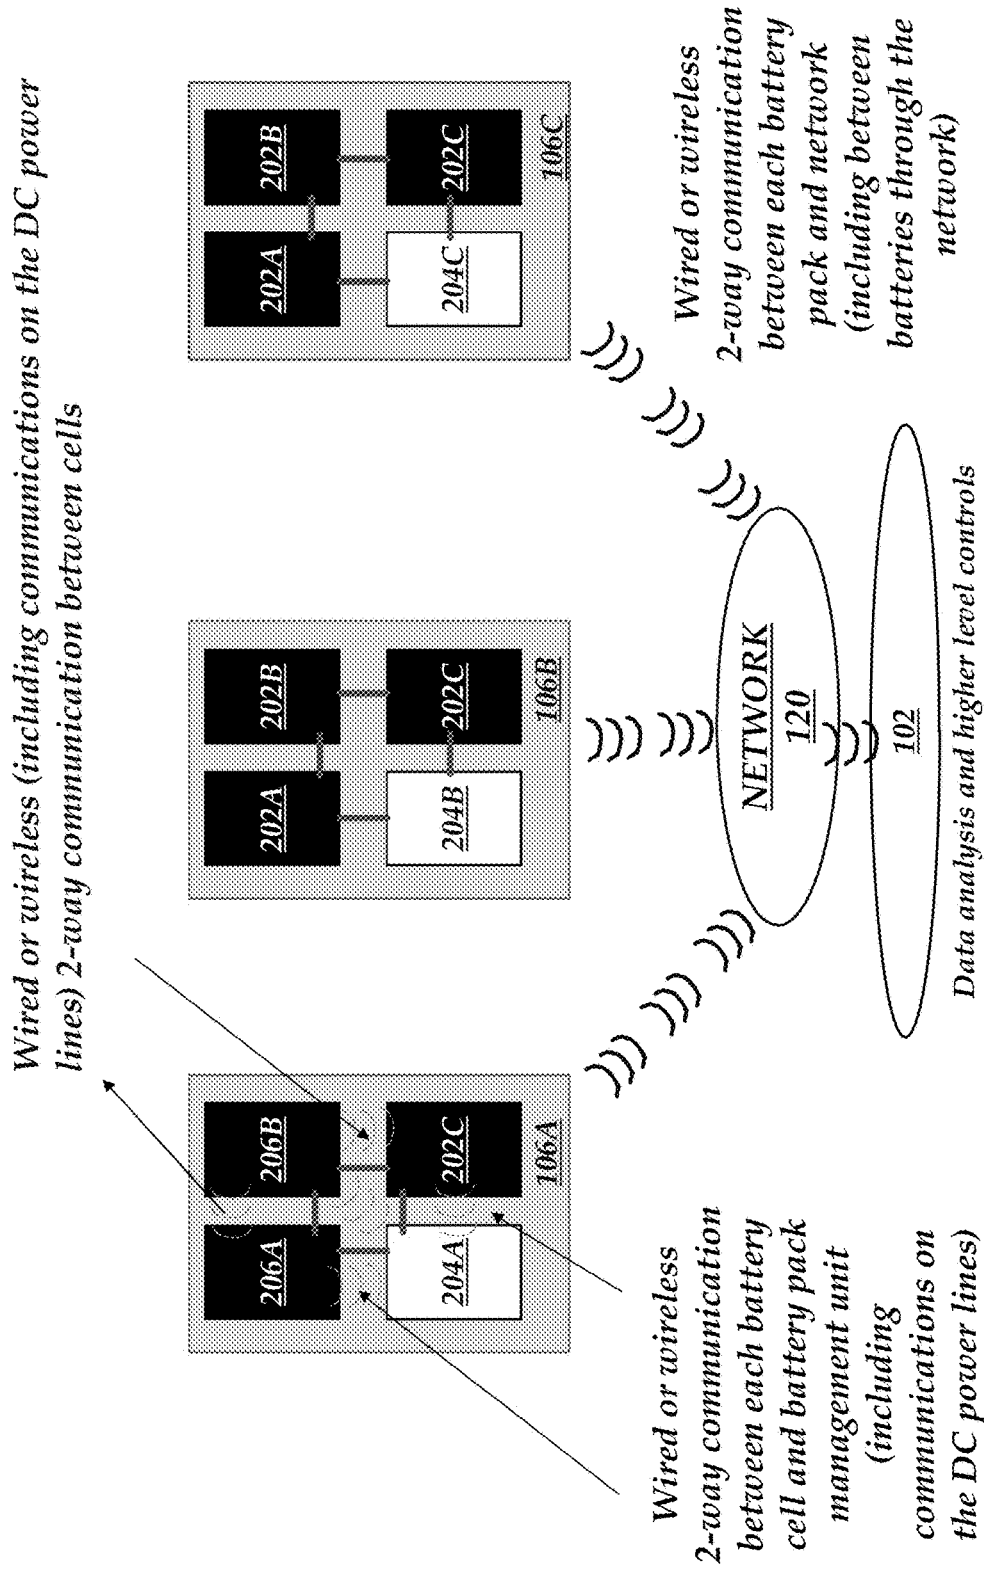 Wired or wireless (including communications on the DC power
lines) 2-way communication between cells
206A
206B
204A
202C
106A
202A
202B
204B
202C
106B
202A
202B
204C
202C
106C
Wired or wireless
2-way communication
between each battery
cell and battery pack
management unit
(including
communications on
the DC power lines)
NETWORK
120
102
Data analysis and higher level controls
Wired or wireless
2-way communication
between each battery
pack and network
(including between
batteries through the
network)